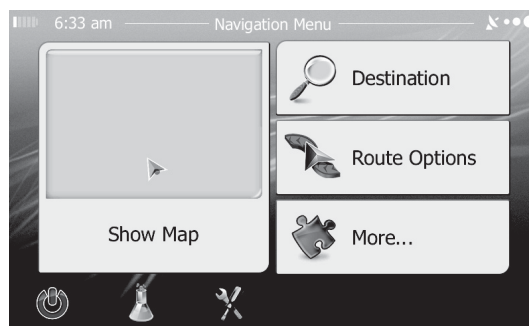 6:33 am
Navigation Menu
Destination
Route Options
Show Map
More...